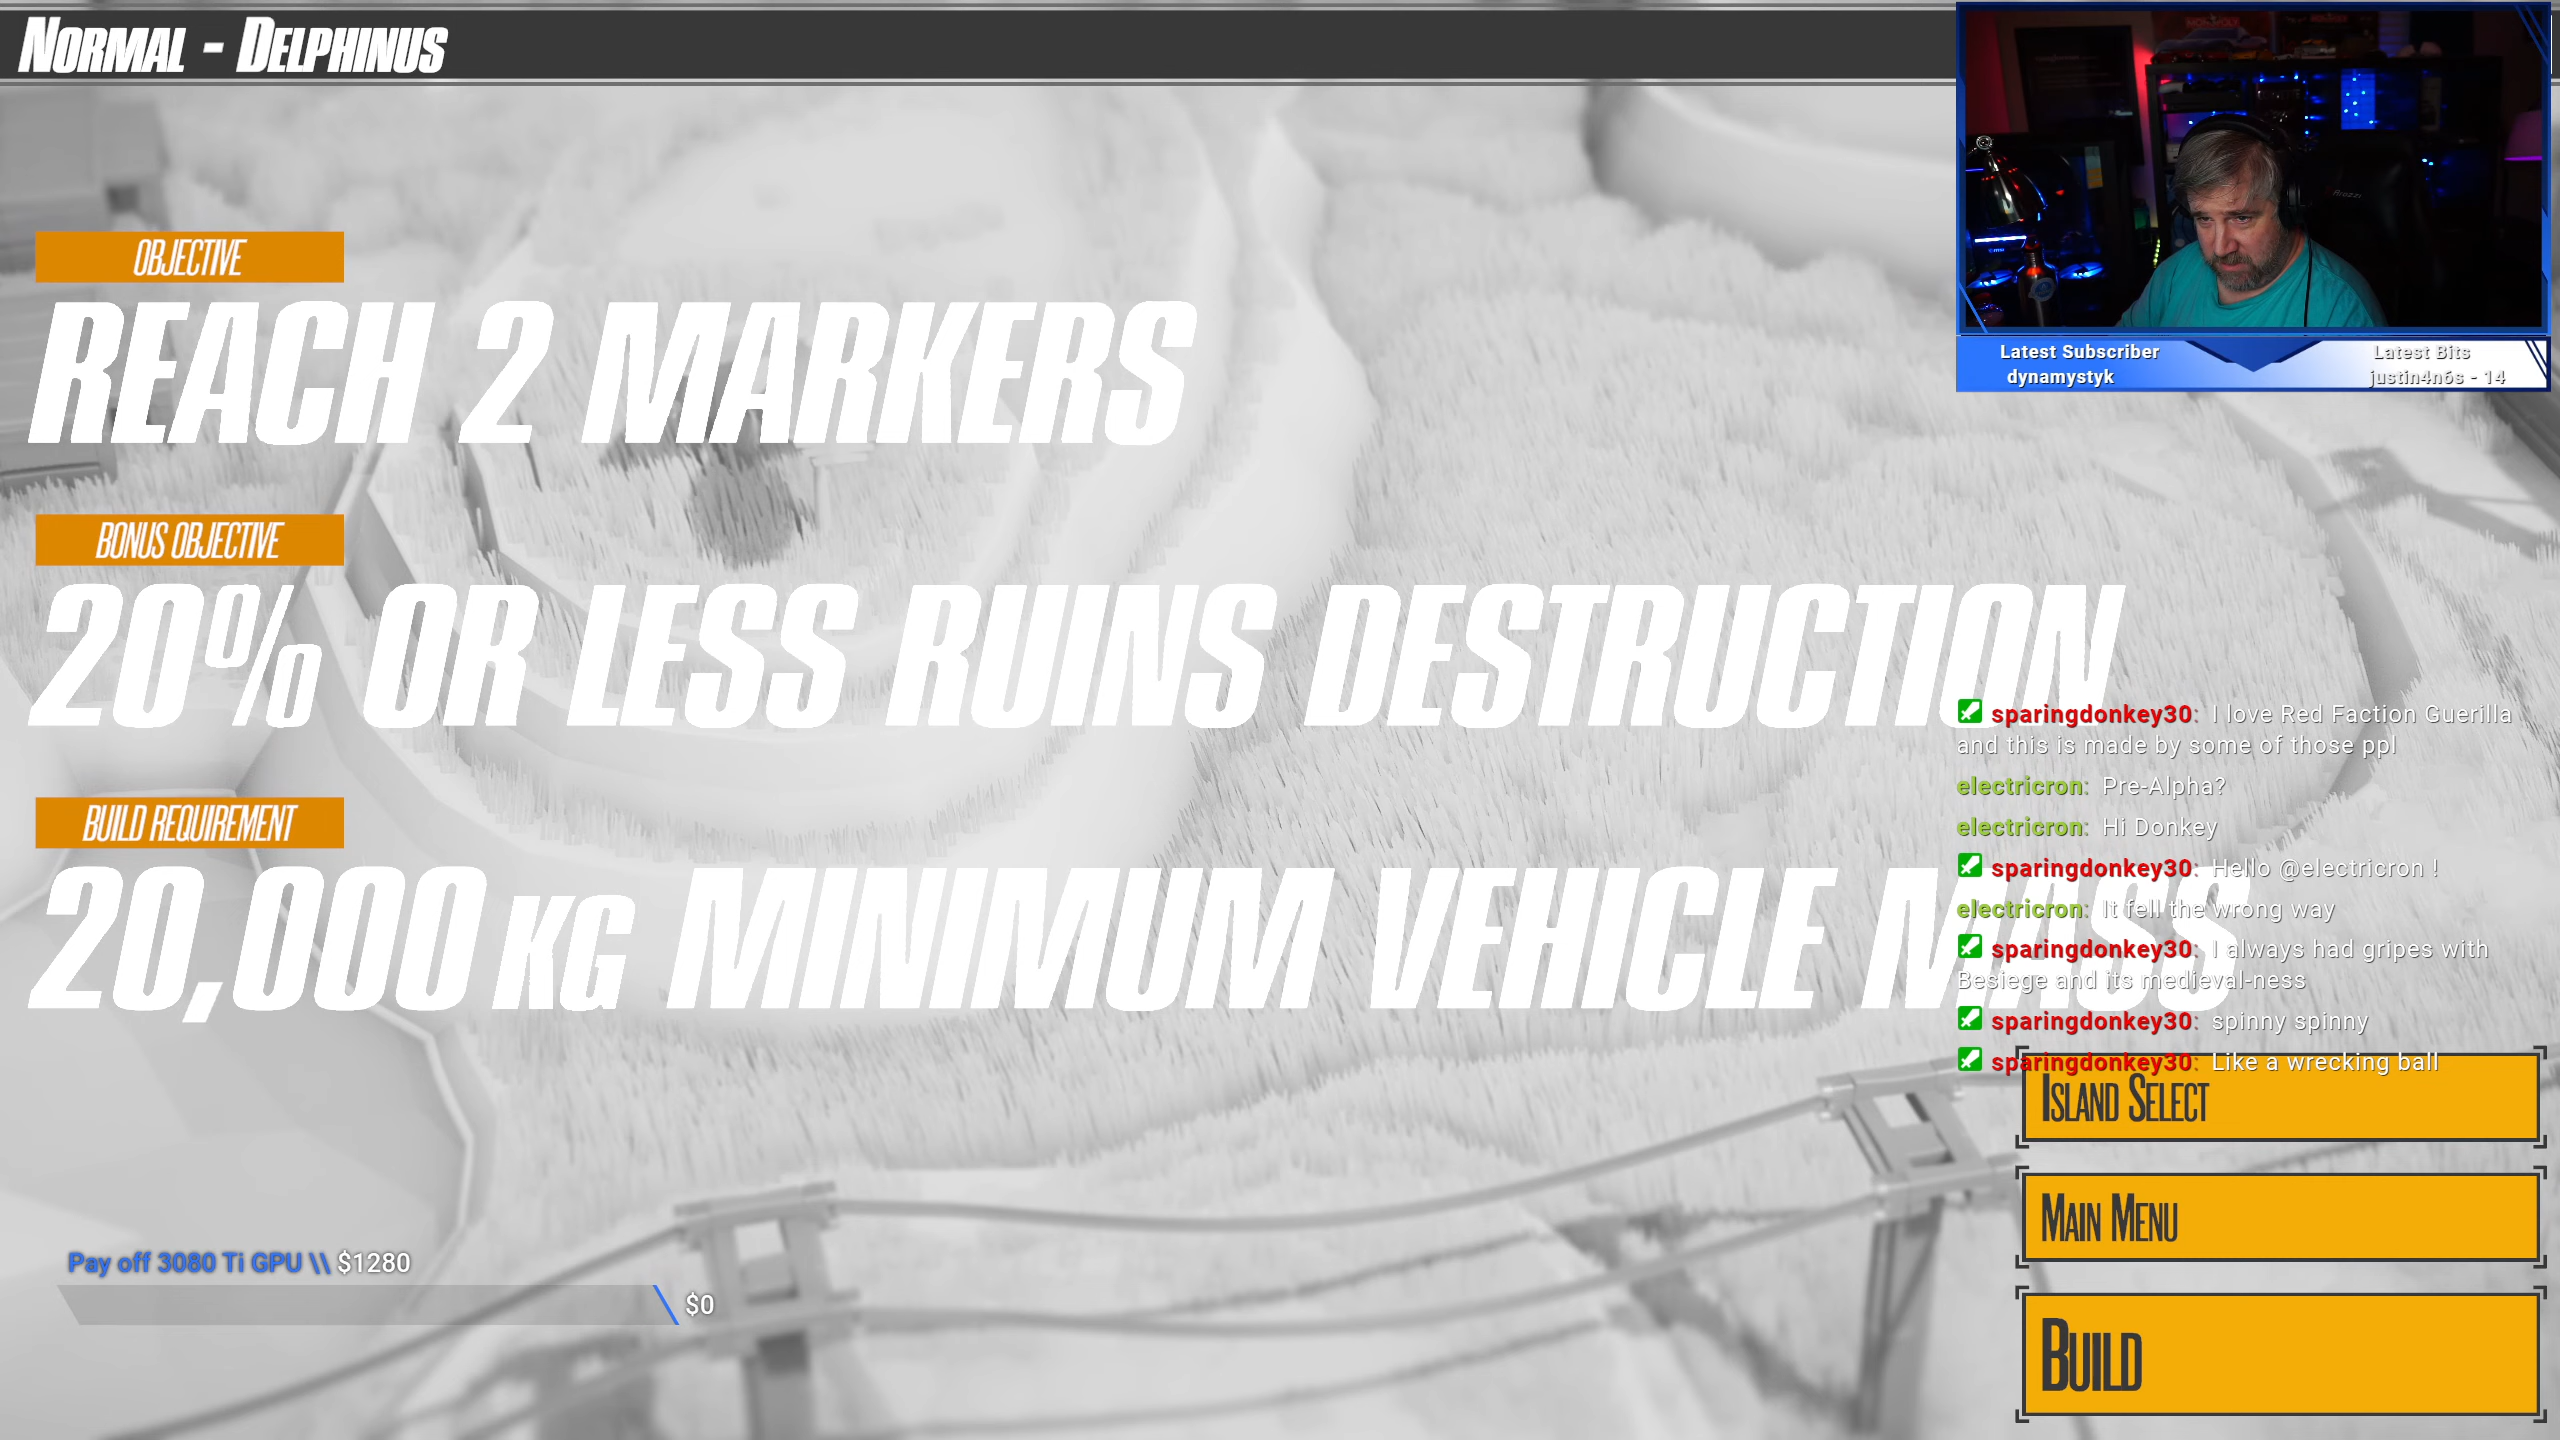 NORMAL - DELPHINUS
OBJECTIVE
REACH 2 MARKERS
BONUS OBJECTIVE
20% OR LESS RUINS DESTRUCTION
BUILD REQUIREMENT
20,000 KG MINIMUM VEHICLE MASS
Latest Subscriber
dynamystyk
Latest Bits
justin4n6s - 14
sparingdonkey30: I love Red Faction Guerilla
and this is made by some of those ppl
electricron: Pre-Alpha?
electricron: Hi Donkey
sparingdonkey30: Hello @electricron !
electricron: It fell the wrong way
sparingdonkey30: I always had gripes with
Besiege and its medieval-ness
sparingdonkey30: spinny spinny
sparingdonkey30: Like a wrecking ball
ISLAND SELECT
MAIN MENU
BUILD
Pay off 3080 Ti GPU \\ $1280
$0